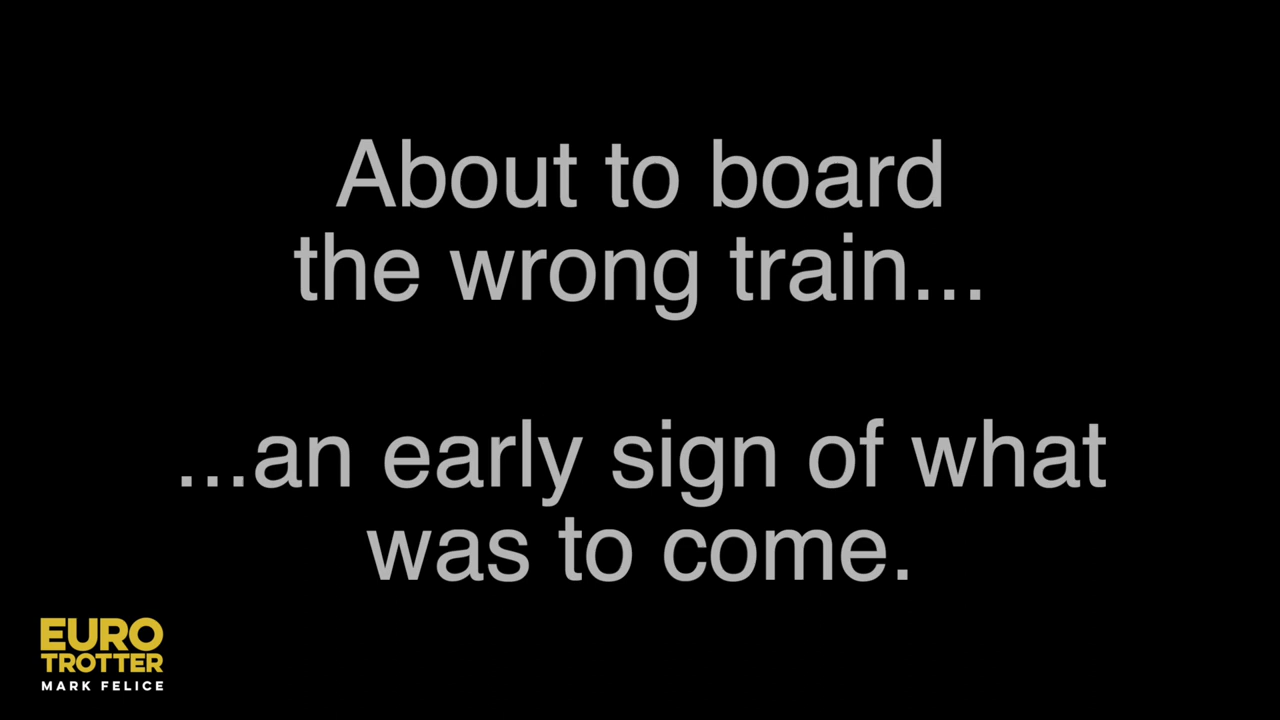 About to board
the wrong train...
...an early sign of what
was to come.
EURO
TROTTER
MARK FELICE